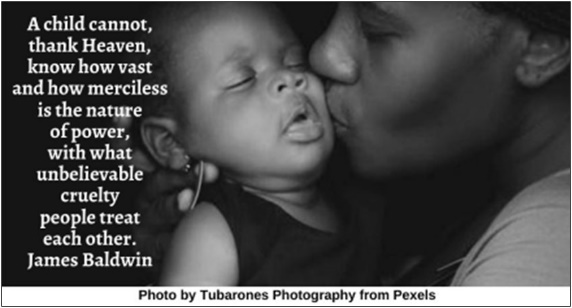 A child cannot,
thank Heaven,
know how vast
and how merciless
is the nature
of power,
with what
unbelievable
cruelty
people treat
each other.
James Baldwin
Photo by Tubarones Photography from Pexels